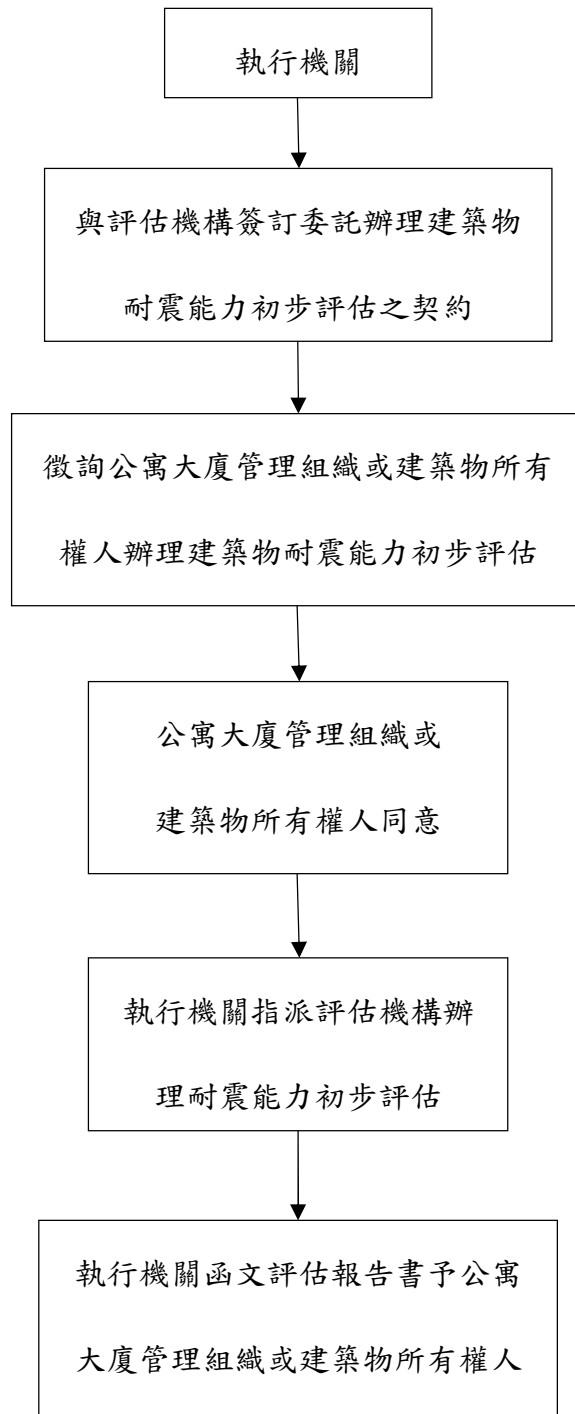 執行機關
與評估機構簽訂委託辦理建築物
耐震能力初步評估之契約
徵詢公寓大廈管理組織或建築物所有
權人辦理建築物耐震能力初步評估
公寓大廈管理組織或
建築物所有權人同意
執行機關指派評估機構辦
理耐震能力初步評估
執行機關函文評估報告書予公寓
大廈管理組織或建築物所有權人